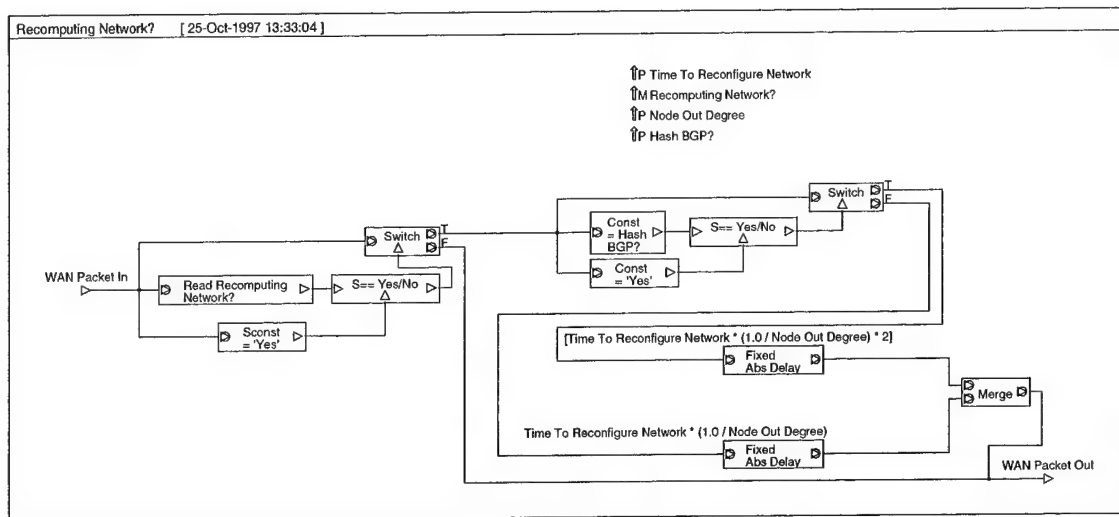 Recomputing Network? [ 25-Oct-1997 13:33:04 ]
⇧P Time To Reconfigure Network
⇧M Recomputing Network?
⇧P Node Out Degree
⇧P Hash BGP?
Switch
T
F
Const
= Hash
BGP?
S== Yes/No
Const
= 'Yes'
Switch
T
F
WAN Packet In
Read Recomputing
Network?
S== Yes/No
Sconst
= 'Yes'
[Time To Reconfigure Network * (1.0 / Node Out Degree) * 2]
Fixed
Abs Delay
Merge
Time To Reconfigure Network * (1.0 / Node Out Degree)
Fixed
Abs Delay
WAN Packet Out